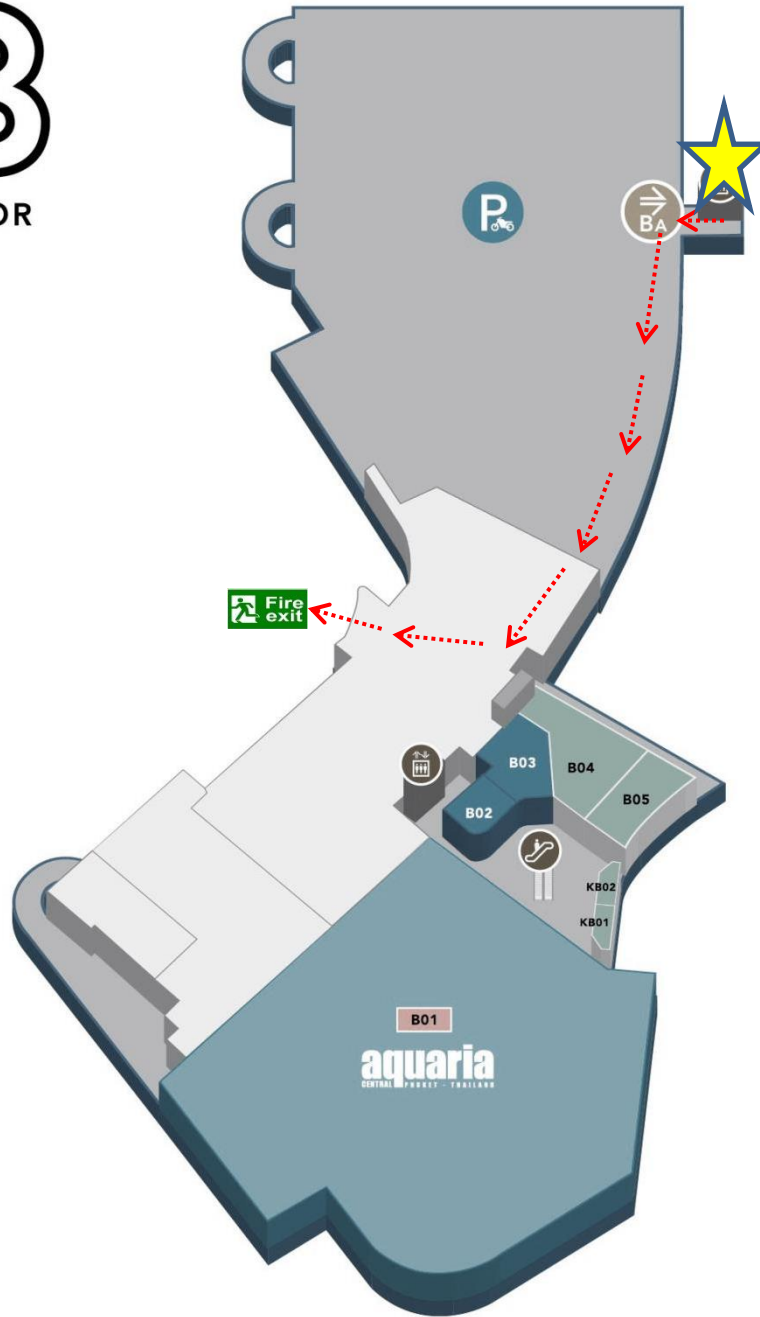 B
OR
P
BA
Fire
exit
B03
B04
B05
B02
KB02
KB01
B01
aquaria
CENTRAL PHUKET - THAILAND